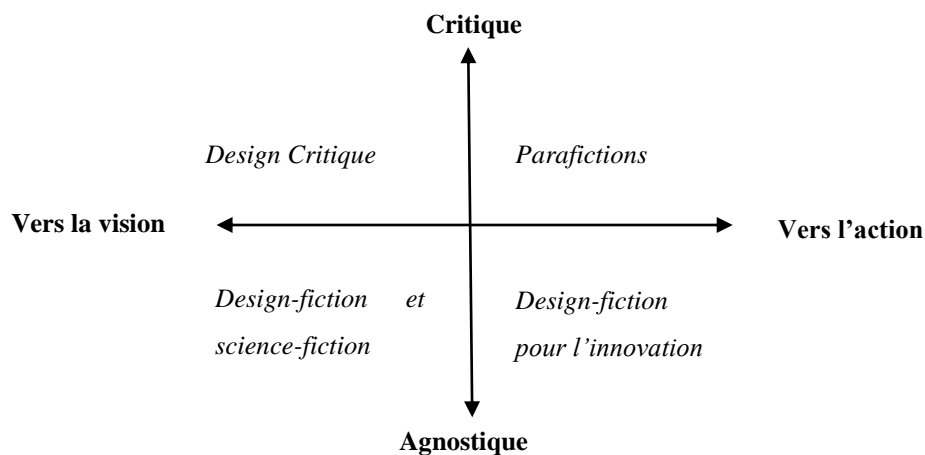 Critique
Design Critique
Parafictions
Vers la vision
Vers l’action
Design-fiction et
science-fiction
Design-fiction
pour l’innovation
Agnostique